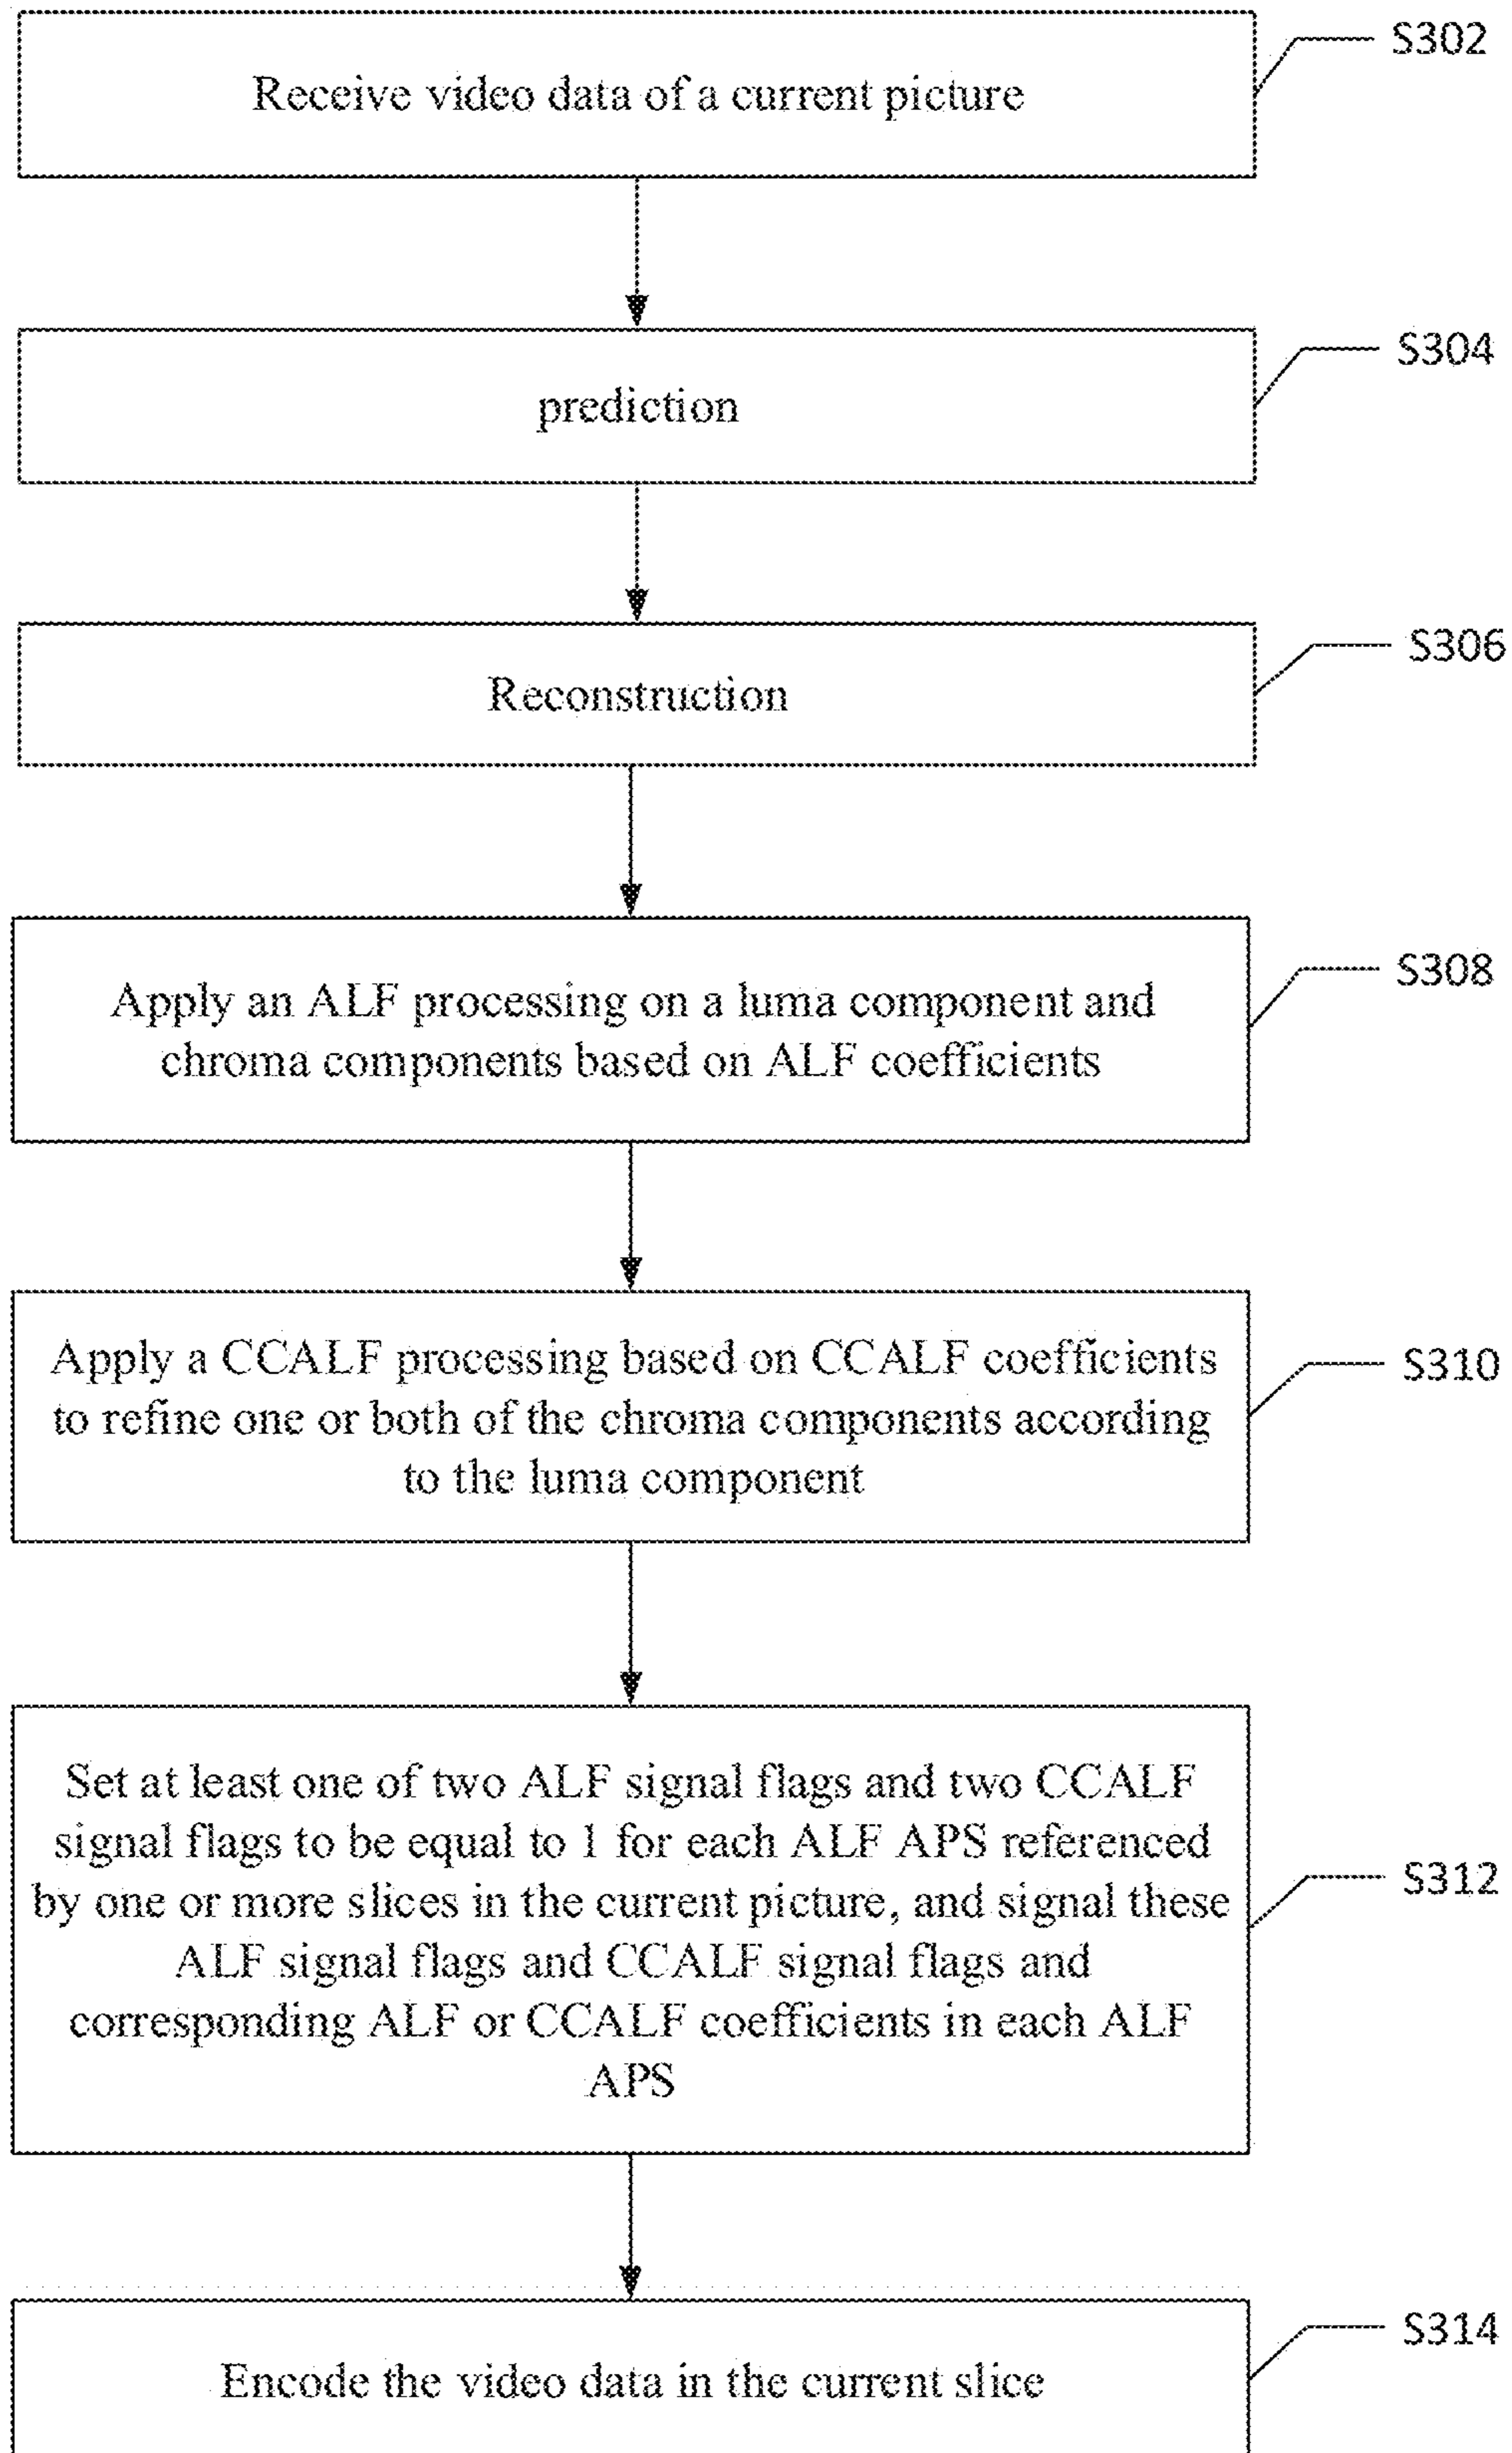 Receive video data of a current picture
S302
prediction
S304
Reconstruction
S306
Apply an ALF processing on a luma component and
chroma components based on ALF coefficients
S308
Apply a CCALF processing based on CCALF coefficients
to refine one or both of the chroma components according
to the luma component
S310
Set at least one of two ALF signal flags and two CCALF
signal flags to be equal to 1 for each ALF APS referenced
by one or more slices in the current picture, and signal these
ALF signal flags and CCALF signal flags and
corresponding ALF or CCALF coefficients in each ALF
APS
S312
Encode the video data in the current slice
S314